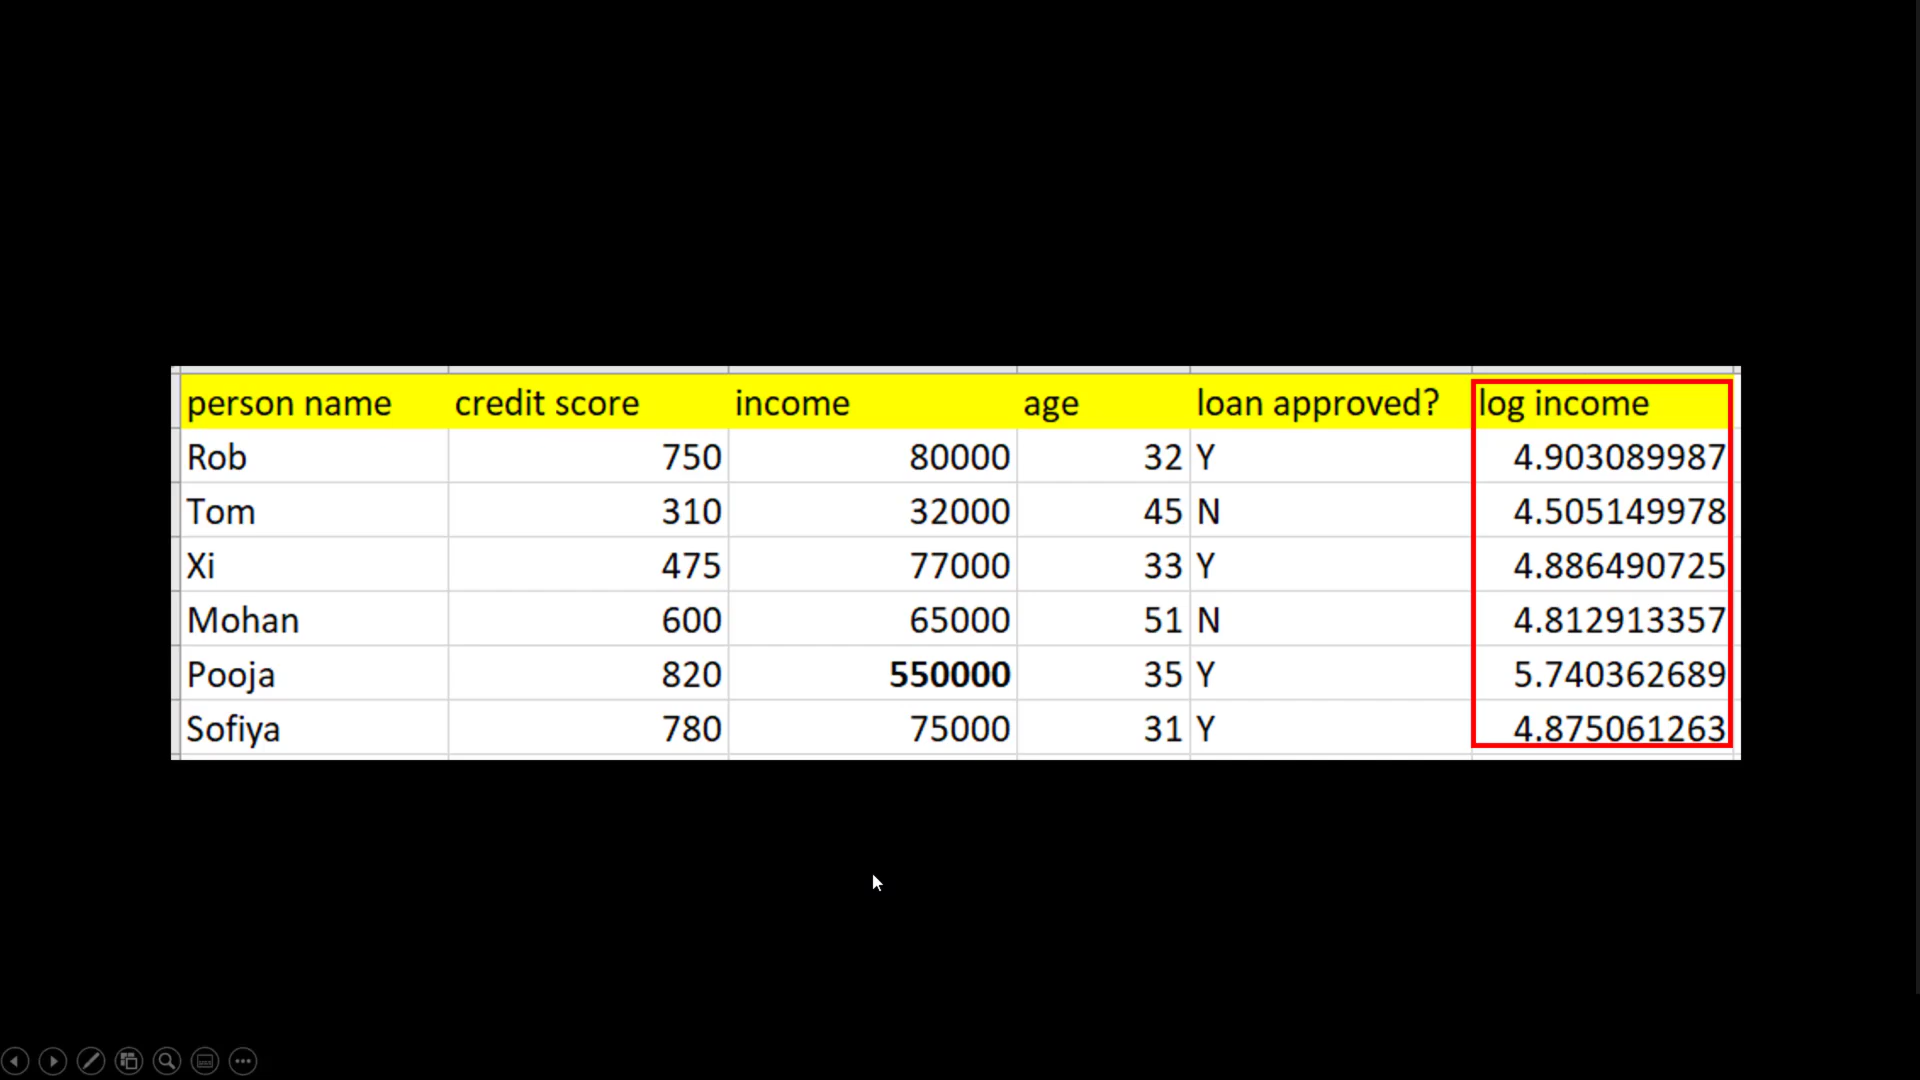 person name credit score income age loan approved? log income
Rob 750 80000 32 Y 4.903089987
Tom 310 32000 45 N 4.505149978
Xi 475 77000 33 Y 4.886490725
Mohan 600 65000 51 N 4.812913357
Pooja 820 550000 35 Y 5.740362689
Sofiya 780 75000 31 Y 4.875061263